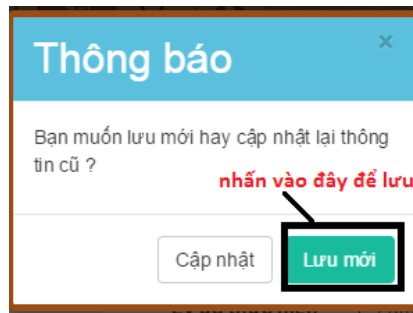 Thông báo
×
Bạn muốn lưu mới hay cập nhật lại thông
tin cũ ?
nhấn vào đây để lưu
Cập nhật
Lưu mới